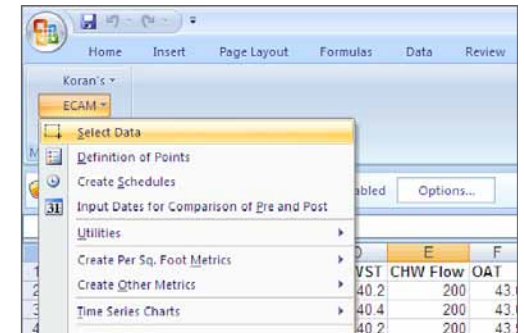 Home Insert Page Layout Formulas Data Review
Koran's
ECAM
Select Data
Definition of Points
Create Schedules
abled Options...
31 Input Dates for Comparison of Pre and Post
Utilities
E F
Create Per Sq. Foot Metrics
1 WST CHW Flow OAT
2 40.2 200 43.
Create Other Metrics
3 40.4 200 43.
Time Series Charts
4 40.2 200 43.